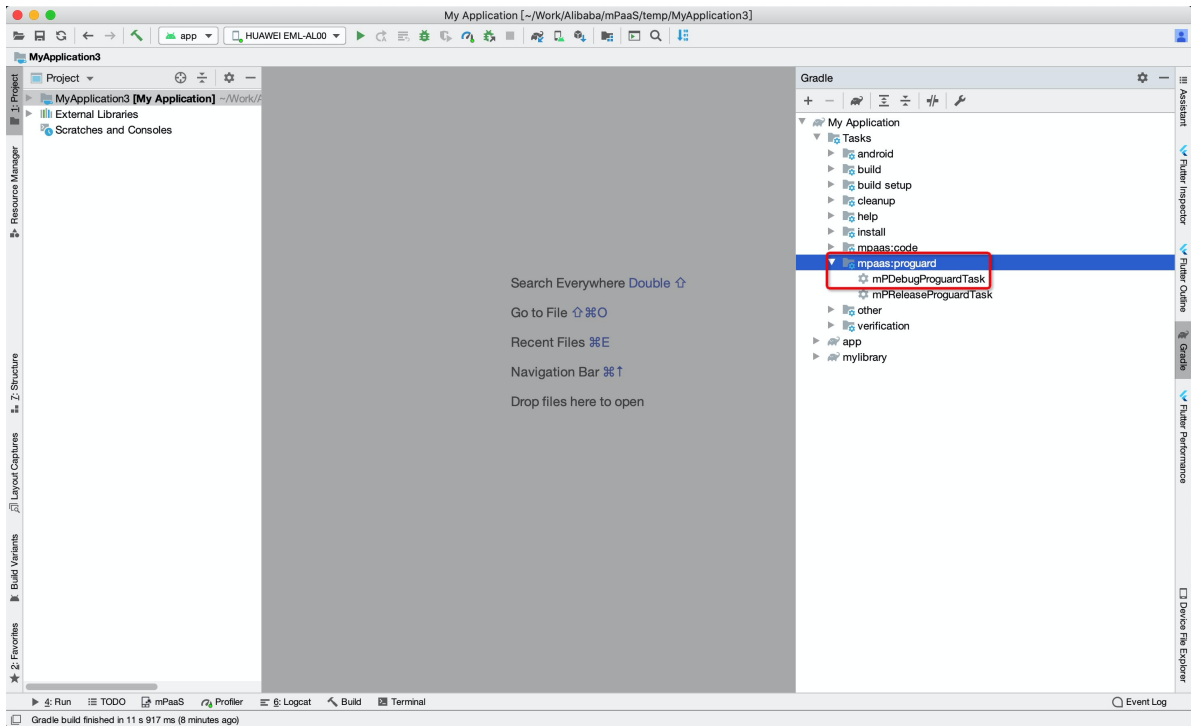 My Application [~/Work/Alibaba/mPaaS/temp/MyApplication3]
app
HUAWEI EML-AL00
MyApplication3
Project
MyApplication3 [My Application] ~/Work/A
External Libraries
Scratches and Consoles
1: Project
Resource Manager
Z: Structure
Layout Captures
Build Variants
2: Favorites
Search Everywhere Double ⇧
Go to File ⇧⌘O
Recent Files ⌘E
Navigation Bar ⌘↑
Drop files here to open
Gradle
My Application
Tasks
android
build
build setup
cleanup
help
install
mpaas:code
mpaas:proguard
mPDebugProguardTask
mPReleaseProguardTask
other
verification
app
mylibrary
Assistant
Flutter Inspector
Flutter Outline
Gradle
Flutter Performance
Device File Explorer
4: Run
TODO
mPaaS
Profiler
6: Logcat
Build
Terminal
Event Log
Gradle build finished in 11 s 917 ms (8 minutes ago)